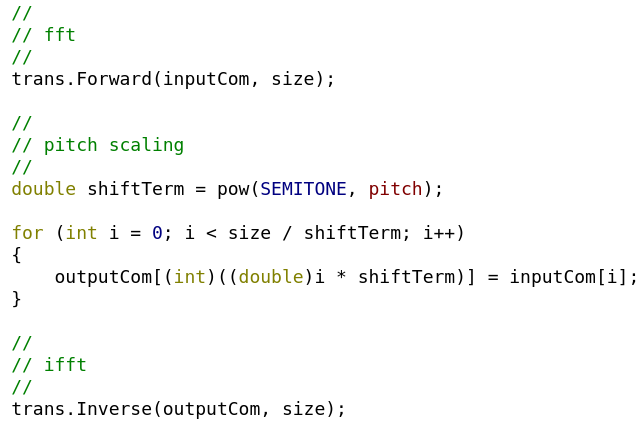 //
// fft
//
trans.Forward(inputCom, size);
//
// pitch scaling
//
double shiftTerm = pow(SEMITONE, pitch);
for (int i = 0; i < size / shiftTerm; i++)
{
    outputCom[(int)((double)i * shiftTerm)] = inputCom[i];
}
//
// ifft
//
trans.Inverse(outputCom, size);